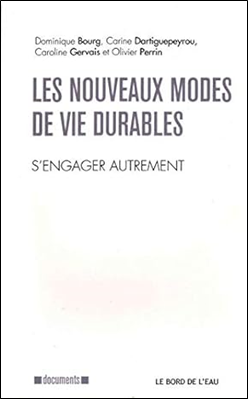 Dominique Bourg, Carine Dartiguepeyrou,
Caroline Gervais et Olivier Perrin
LES NOUVEAUX MODES
DE VIE DURABLES
S'ENGAGER AUTREMENT
documents
LE BORD DE L'EAU